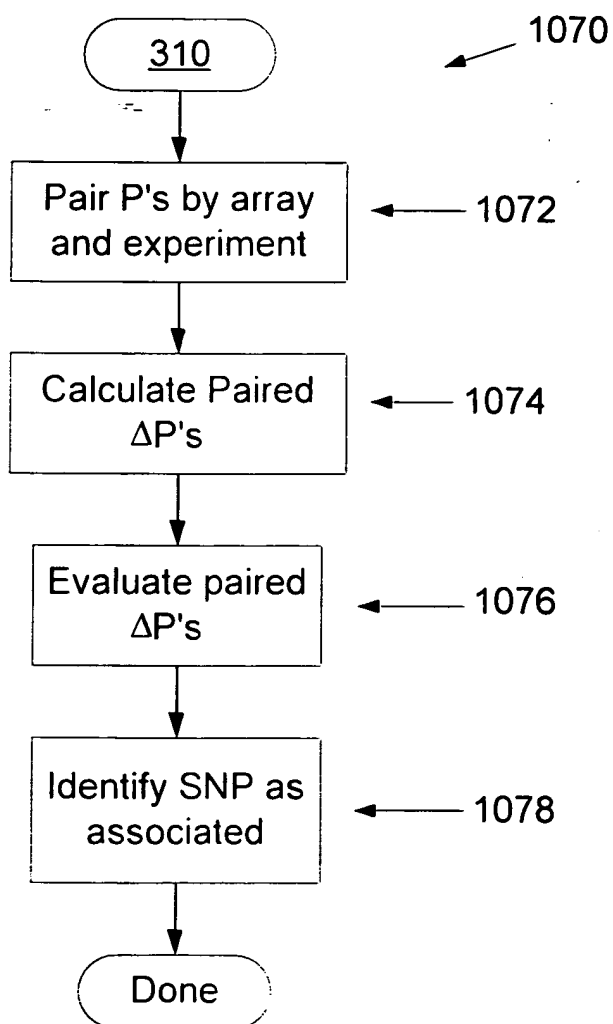 310
1070
Pair P's by array
and experiment
1072
Calculate Paired
ΔP's
1074
Evaluate paired
ΔP's
1076
Identify SNP as
associated
1078
Done